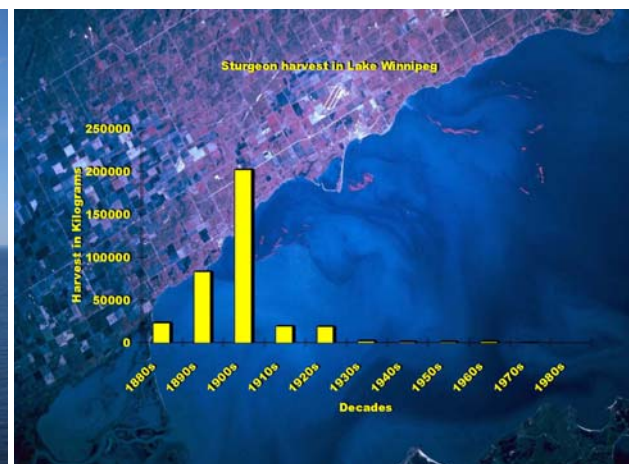 Sturgeon harvest in Lake Winnipeg
250000
200000
150000
100000
50000
0
Harvest in Kilograms
1880s
1890s
1900s
1910s
1920s
1930s
1940s
1950s
1960s
1970s
1980s
Decades